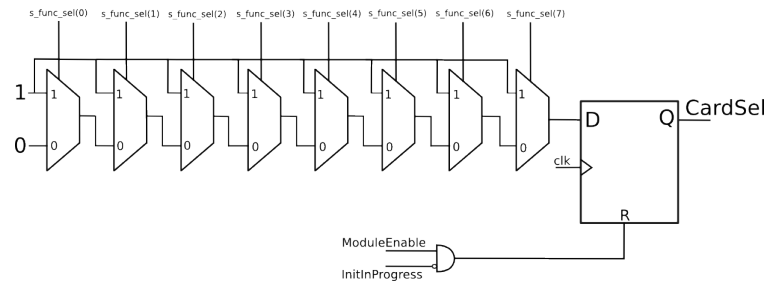 s_func_sel(0) s_func_sel(1) s_func_sel(2) s_func_sel(3) s_func_sel(4) s_func_sel(5) s_func_sel(6) s_func_sel(7)
1 1 1 1 1 1 1 1 1
0 0 0 0 0 0 0 0 0
D Q CardSel
clk
R
ModuleEnable
InitInProgress